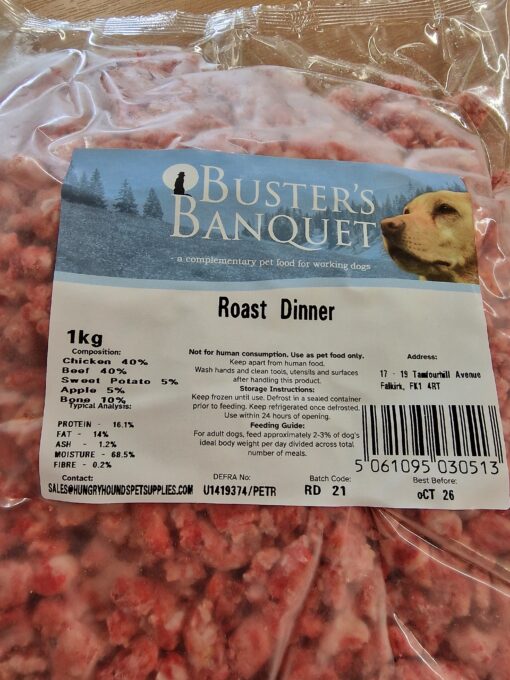 BUSTER'S
BANQUET
- a complementary pet food for working dogs
Roast Dinner
1kg
Composition:
Chicken 40%
Beef 40%
Sweet Potato 5%
Apple 5%
Bone 10%
Typical Analysis:
PROTEIN - 16.1%
FAT - 14%
ASH - 1.2%
MOISTURE - 68.5%
FIBRE - 0.2%
Not for human consumption. Use as pet food only.
Keep apart from human food.
Wash hands and clean tools, utensils and surfaces
after handling this product.
Storage Instructions:
Keep frozen until use. Defrost in a sealed container
prior to feeding. Keep refrigerated once defrosted.
Use within 24 hours of opening.
Feeding Guide:
For adult dogs, feed approximately 2-3% of dog's
ideal body weight per day divided across total
number of meals.
Address:
17 - 19 Tamfourhill Avenue
Falkirk, FK1 4RT
5 061095 030513
Contact:
SALES@HUNGRYHOUNDSPETSUPPLIES.COM
DEFRA No:
U1419374/PETR
Batch Code:
RD 21
Best Before:
oCT 26